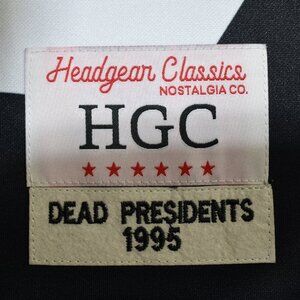 Headgear Classics
NOSTALGIA CO.
HGC
DEAD PRESIDENTS
1995